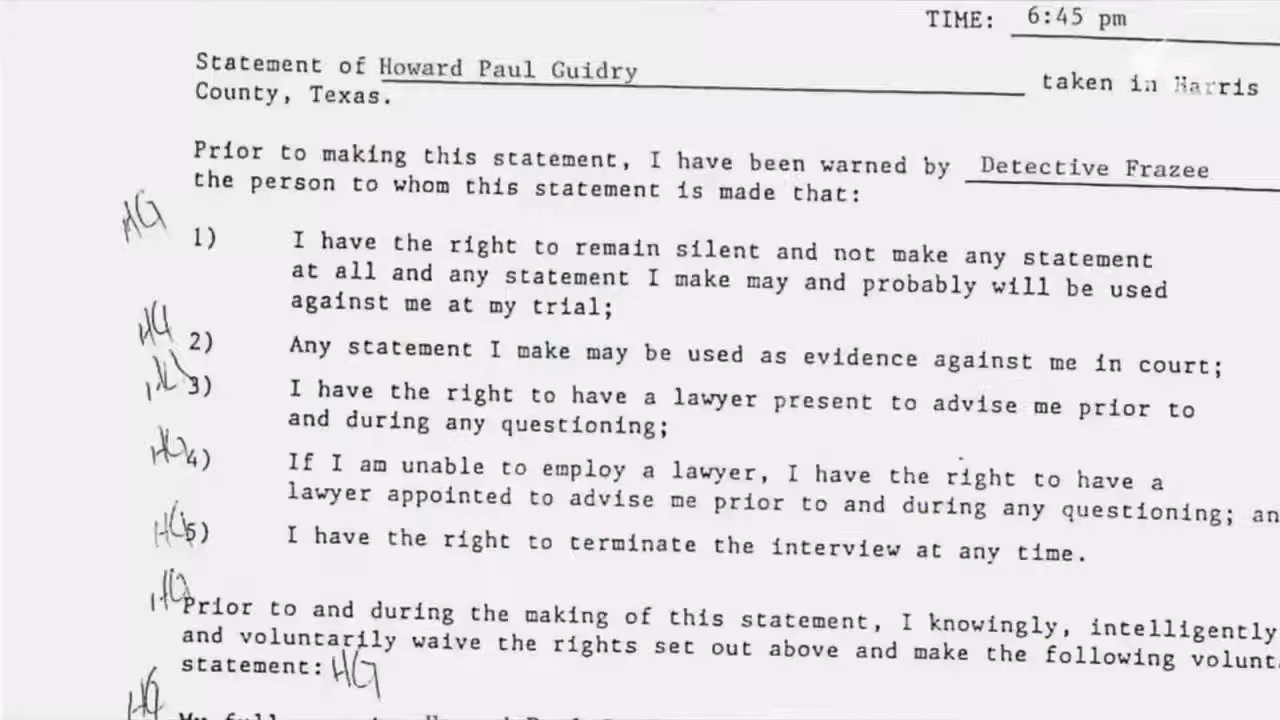 TIME: 6:45 pm
Statement of Howard Paul Guidry taken in Harris
County, Texas.
Prior to making this statement, I have been warned by Detective Frazee
the person to whom this statement is made that:
HG
1) I have the right to remain silent and not make any statement
at all and any statement I make may and probably will be used
against me at my trial;
HG
2) Any statement I make may be used as evidence against me in court;
3) I have the right to have a lawyer present to advise me prior to
and during any questioning;
HG 4) If I am unable to employ a lawyer, I have the right to have a
lawyer appointed to advise me prior to and during any questioning; an
HG 5) I have the right to terminate the interview at any time.
HG
Prior to and during the making of this statement, I knowingly, intelligently
and voluntarily waive the rights set out above and make the following volunt
statement: HG
HG